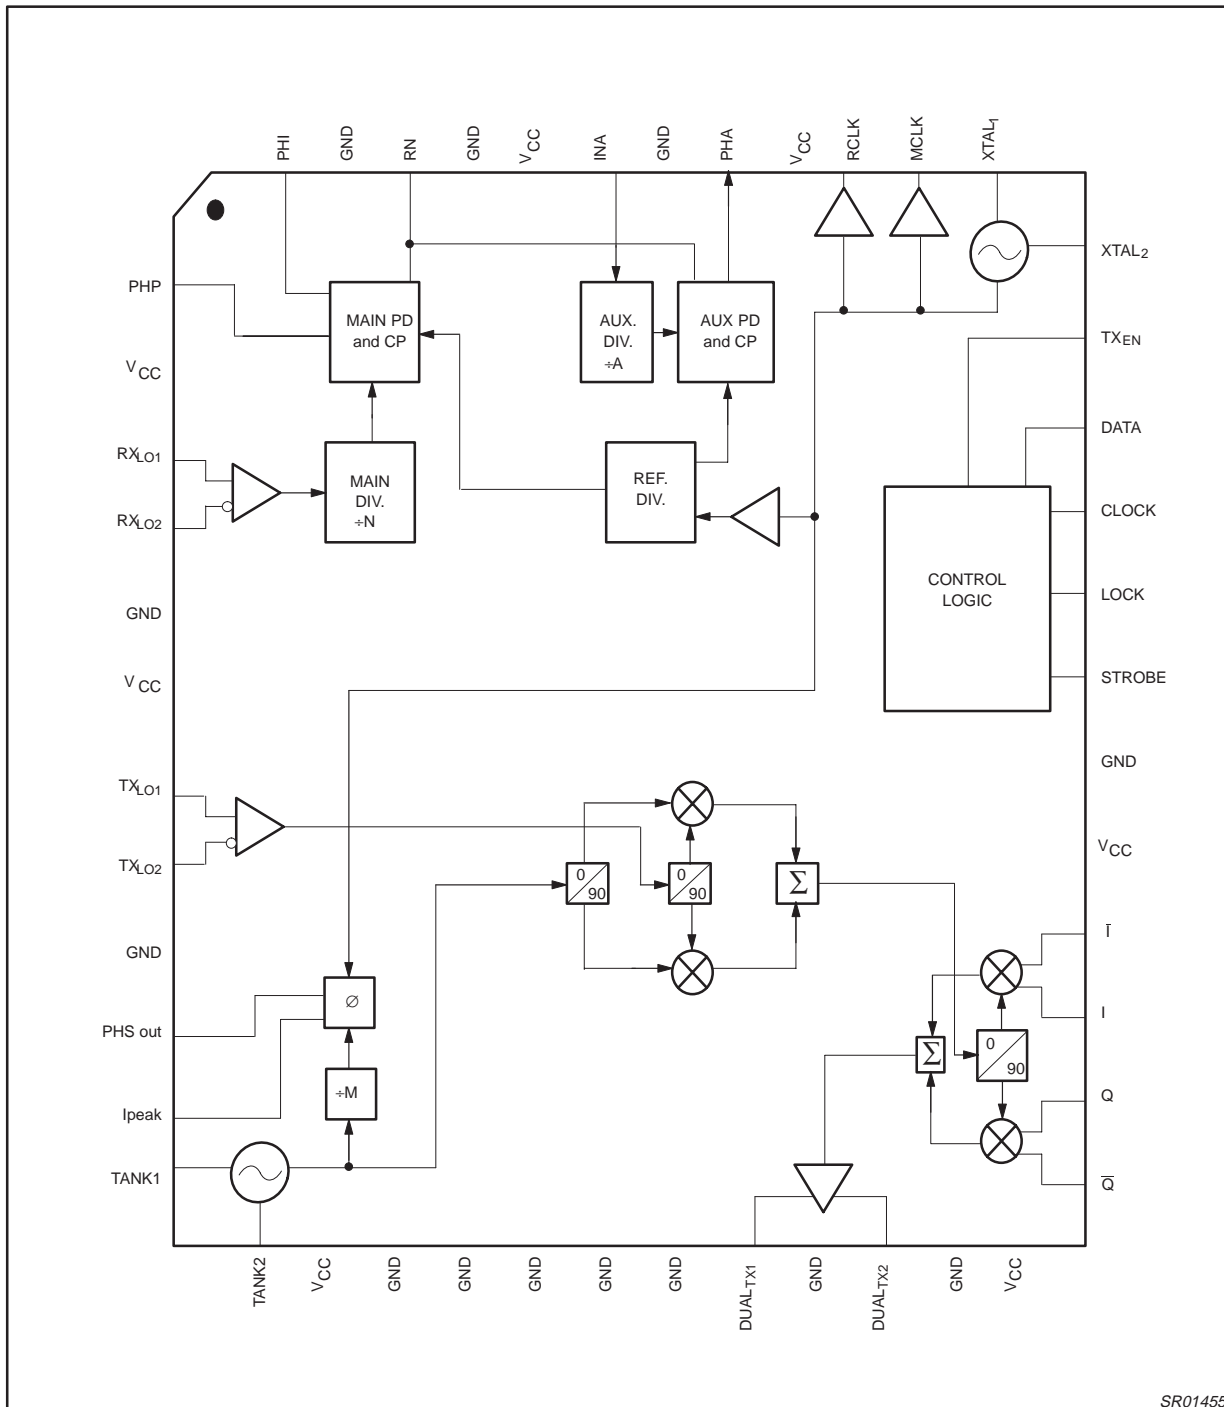 PHI
GND
RN
GND
VCC
INA
GND
PHA
VCC
RCLK
MCLK
XTAL1
XTAL2
PHP
MAIN PD
and CP
AUX.
DIV.
÷A
AUX PD
and CP
TXEN
VCC
DATA
RXLO1
MAIN
DIV.
÷N
REF.
DIV.
CLOCK
RXLO2
CONTROL
LOGIC
LOCK
GND
STROBE
VCC
GND
TXLO1
VCC
TXLO2
0
90
0
90
Σ
I̅
GND
∅
I
PHS out
Σ
0
90
÷M
Q
Ipeak
TANK1
Q̅
TANK2
VCC
GND
GND
GND
GND
GND
DUALTX1
GND
DUALTX2
GND
VCC
SR01455